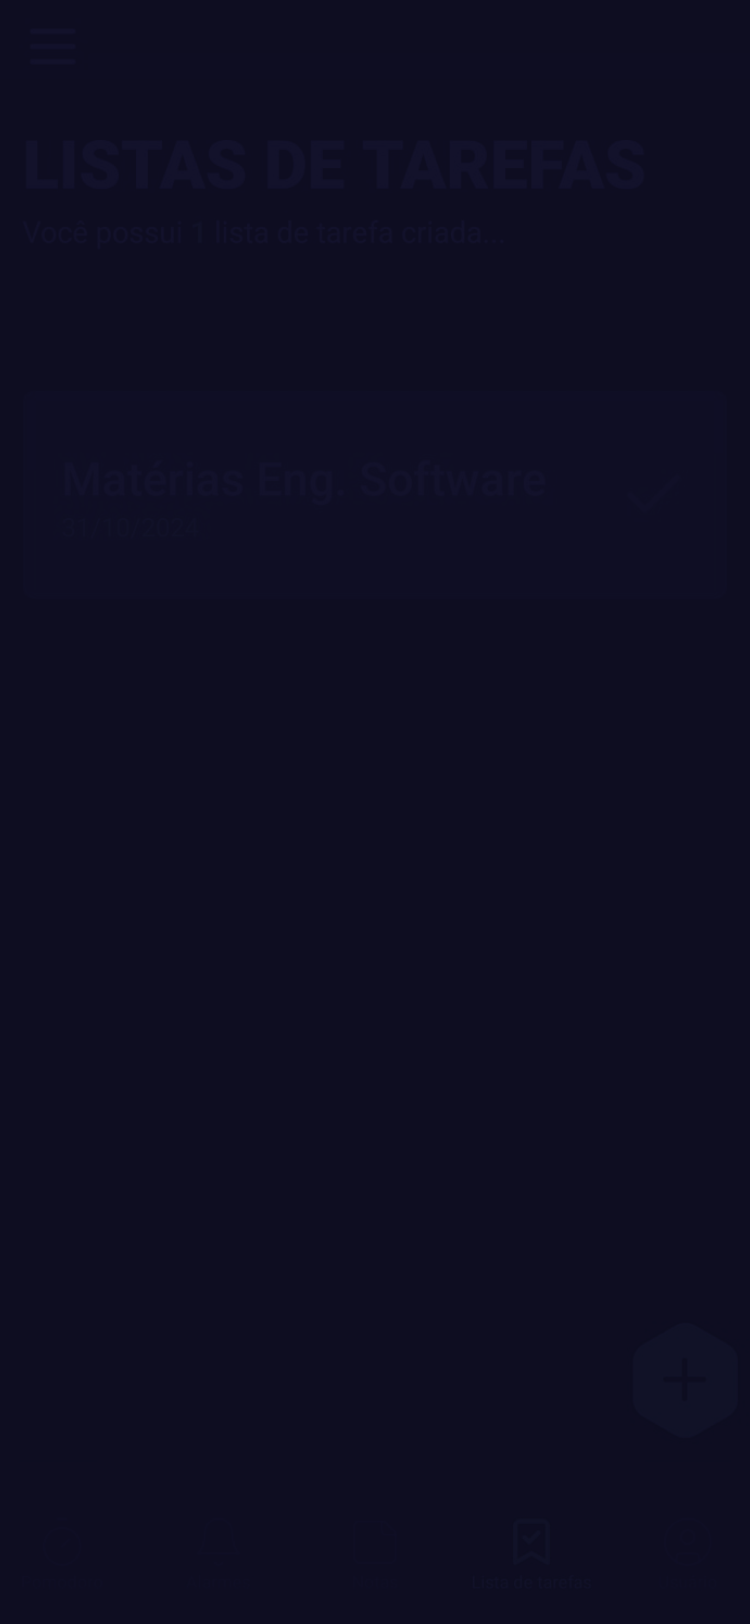 LISTAS DE TAREFAS
Você possui 1 lista de tarefa criada...
Matérias Eng. Software
31/10/2024
Lista de tarefas